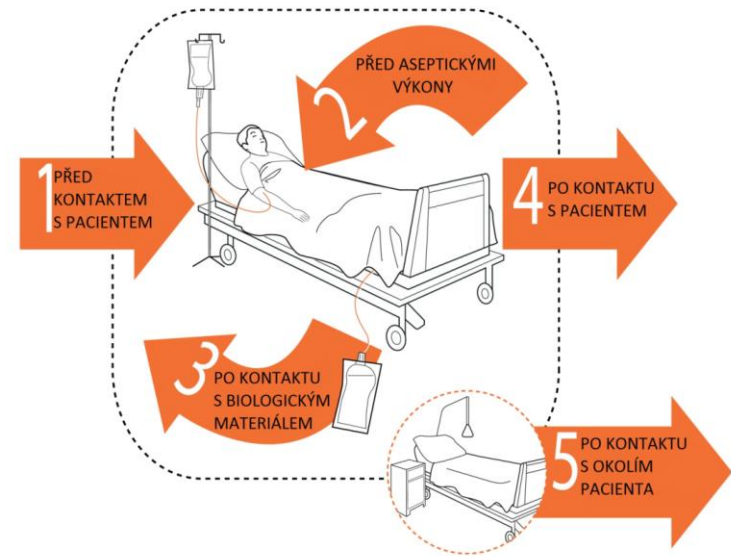 1
PŘED
KONTAKTEM
S PACIENTEM
2
PŘED ASEPTICKÝMI
VÝKONY
3
PO KONTAKTU
S BIOLOGICKÝM
MATERIÁLEM
4
PO KONTAKTU
S PACIENTEM
5
PO KONTAKTU
S OKOLÍM
PACIENTA